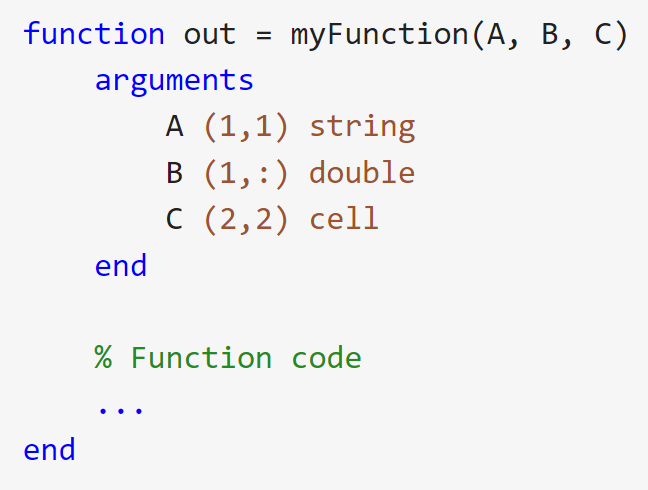 function out = myFunction(A, B, C)
    arguments
        A (1,1) string
        B (1,:) double
        C (2,2) cell
    end

    % Function code
    ...
end